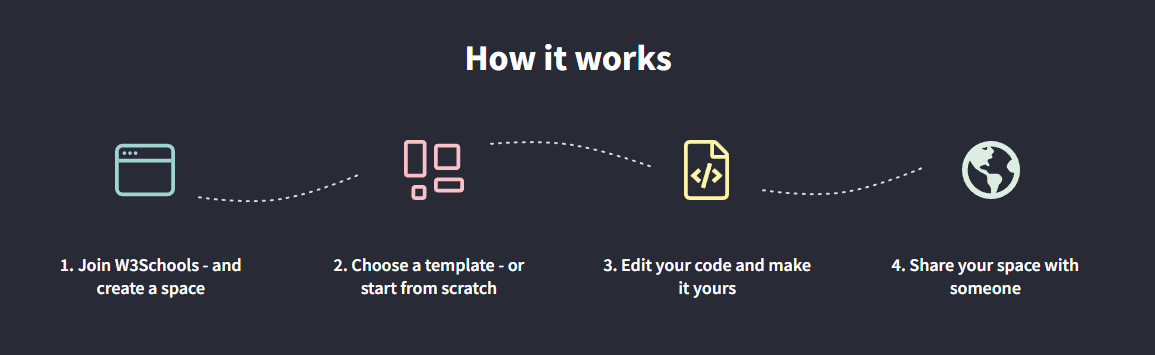 How it works
1. Join W3Schools - and
create a space
2. Choose a template - or
start from scratch
3. Edit your code and make
it yours
4. Share your space with
someone